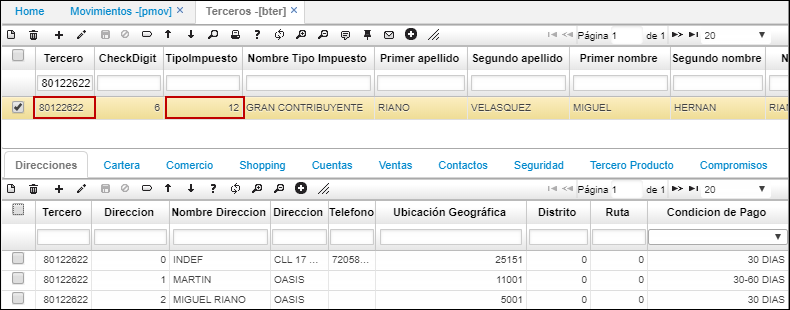 Home Movimientos -[pmov] ✕ Terceros -[bter] ✕
Página 1 de 1 20
Tercero CheckDigit TipoImpuesto Nombre Tipo Impuesto Primer apellido Segundo apellido Primer nombre Segundo nombre N
80122622
80122622 6 12 GRAN CONTRIBUYENTE RIANO VELASQUEZ MIGUEL HERNAN RIAN
Direcciones Cartera Comercio Shopping Cuentas Ventas Contactos Seguridad Tercero Producto Compromisos
Página 1 de 1 20
Tercero Direccion Nombre Direccion Direccion Telefono Ubicación Geográfica Distrito Ruta Condicion de Pago
80122622 0 INDEF CLL 17 ... 72058... 25151 0 0 30 DIAS
80122622 1 MARTIN OASIS 11001 0 0 30-60 DIAS
80122622 2 MIGUEL RIANO OASIS 5001 0 0 30 DIAS